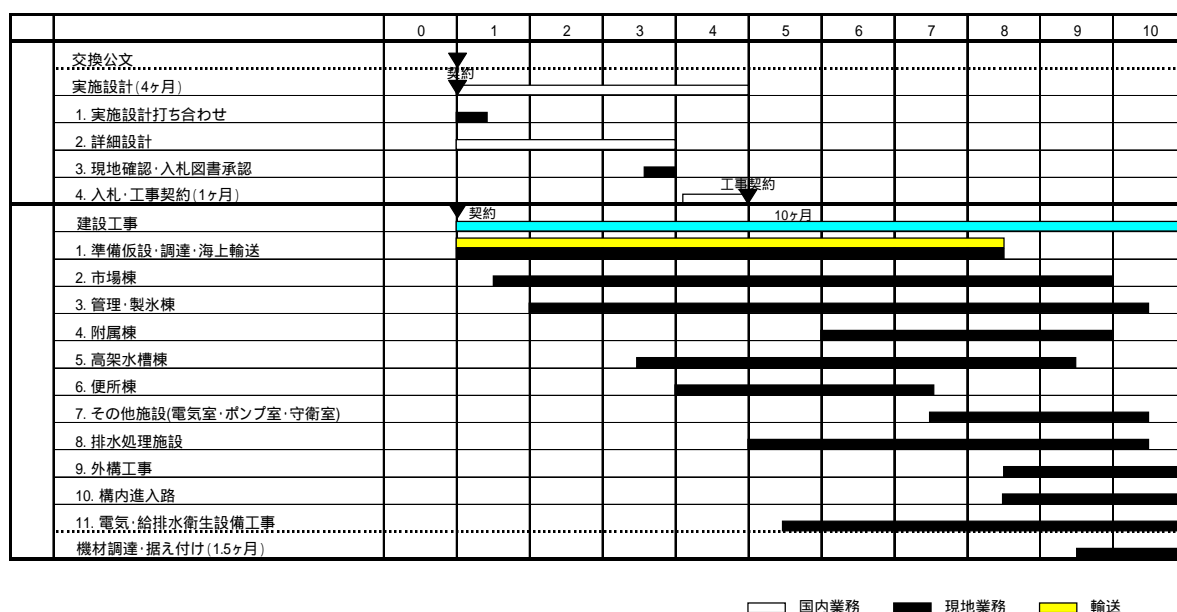 0 1 2 3 4 5 6 7 8 9 10
交換公文
契約
実施設計(4ヶ月)
1. 実施設計打ち合わせ
2. 詳細設計
3. 現地確認・入札図書承認
工事契約
4. 入札・工事契約(1ヶ月)
契約 10ヶ月
建設工事
1. 準備仮設・調達・海上輸送
2. 市場棟
3. 管理・製氷棟
4. 附属棟
5. 高架水槽棟
6. 便所棟
7. その他施設(電気室・ポンプ室・守衛室)
8. 排水処理施設
9. 外構工事
10. 構内進入路
11. 電気・給排水衛生設備工事
機材調達・据え付け(1.5ヶ月)
国内業務 現地業務 輸送